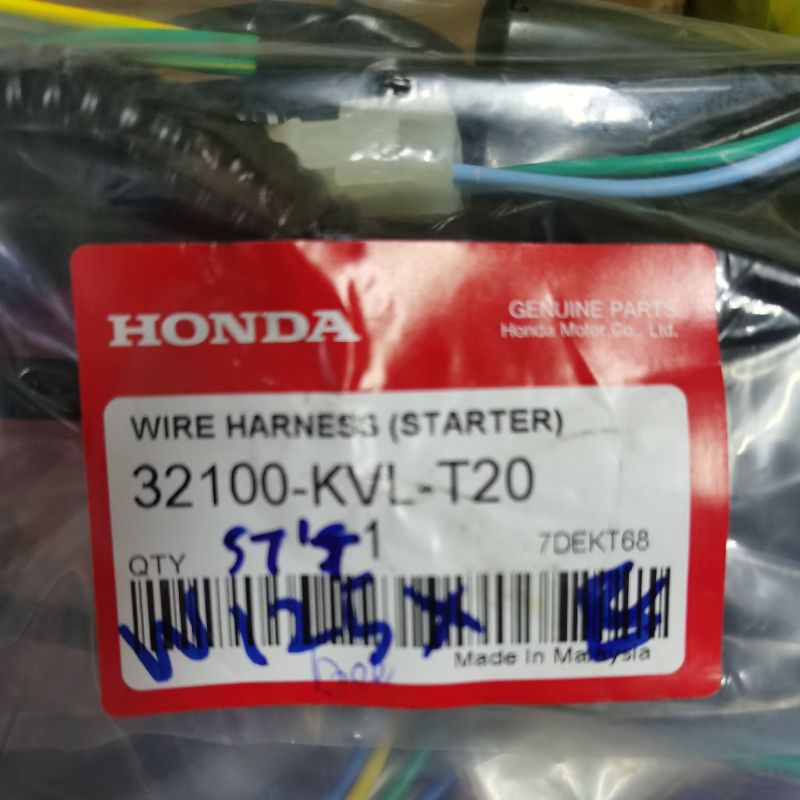 HONDA
GENUINE PARTS
Honda Motor Co., Ltd.
WIRE HARNESS (STARTER)
32100-KVL-T20
QTY 1 7DEKT68
W125X
Made In Malaysia